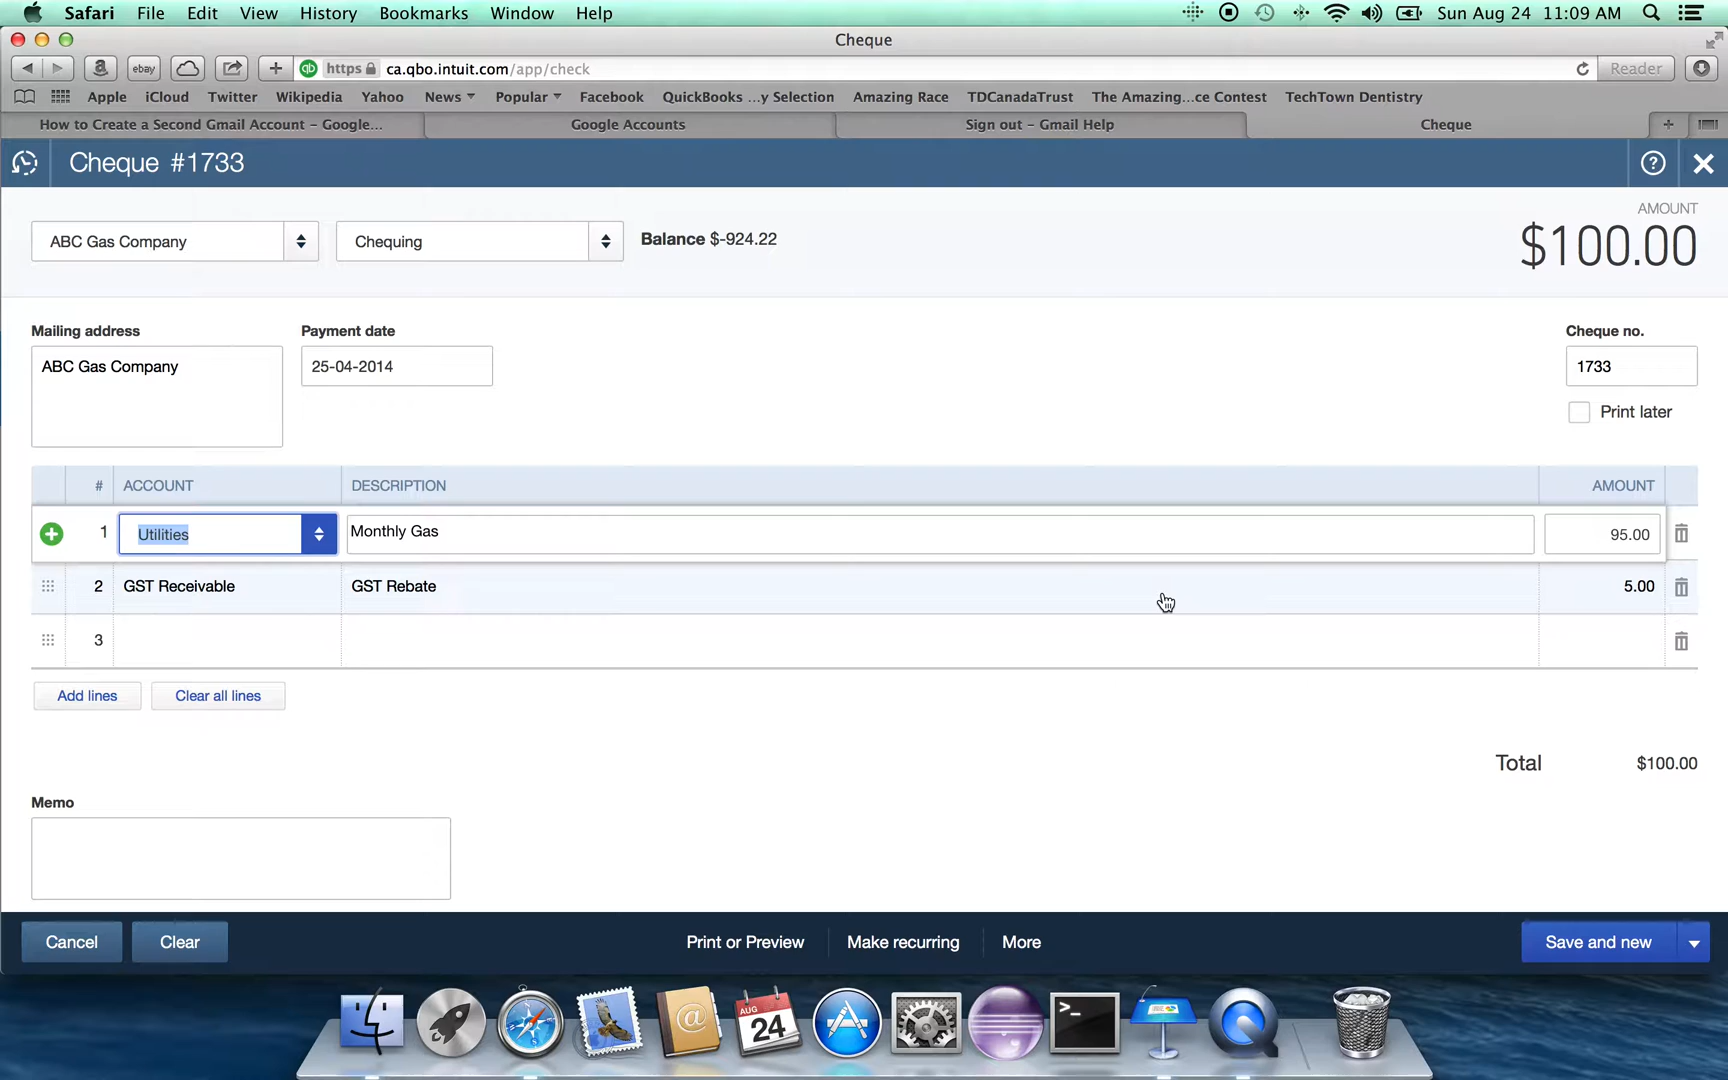 Safari File Edit View History Bookmarks Window Help Sun Aug 24 11:09 AM
Cheque
a ebay https ca.qbo.intuit.com/app/check Reader
Apple iCloud Twitter Wikipedia Yahoo News Popular Facebook QuickBooks ...y Selection Amazing Race TDCanadaTrust The Amazing...ce Contest TechTown Dentistry
How to Create a Second Gmail Account – Google... Google Accounts Sign out – Gmail Help Cheque
Cheque #1733
AMOUNT
ABC Gas Company Chequing Balance $-924.22 $100.00
Mailing address Payment date Cheque no.
ABC Gas Company 25-04-2014 1733
Print later
# ACCOUNT DESCRIPTION AMOUNT
1 Utilities Monthly Gas 95.00
2 GST Receivable GST Rebate 5.00
3
Add lines Clear all lines
Total $100.00
Memo
Cancel Clear Print or Preview Make recurring More Save and new
AUG
24